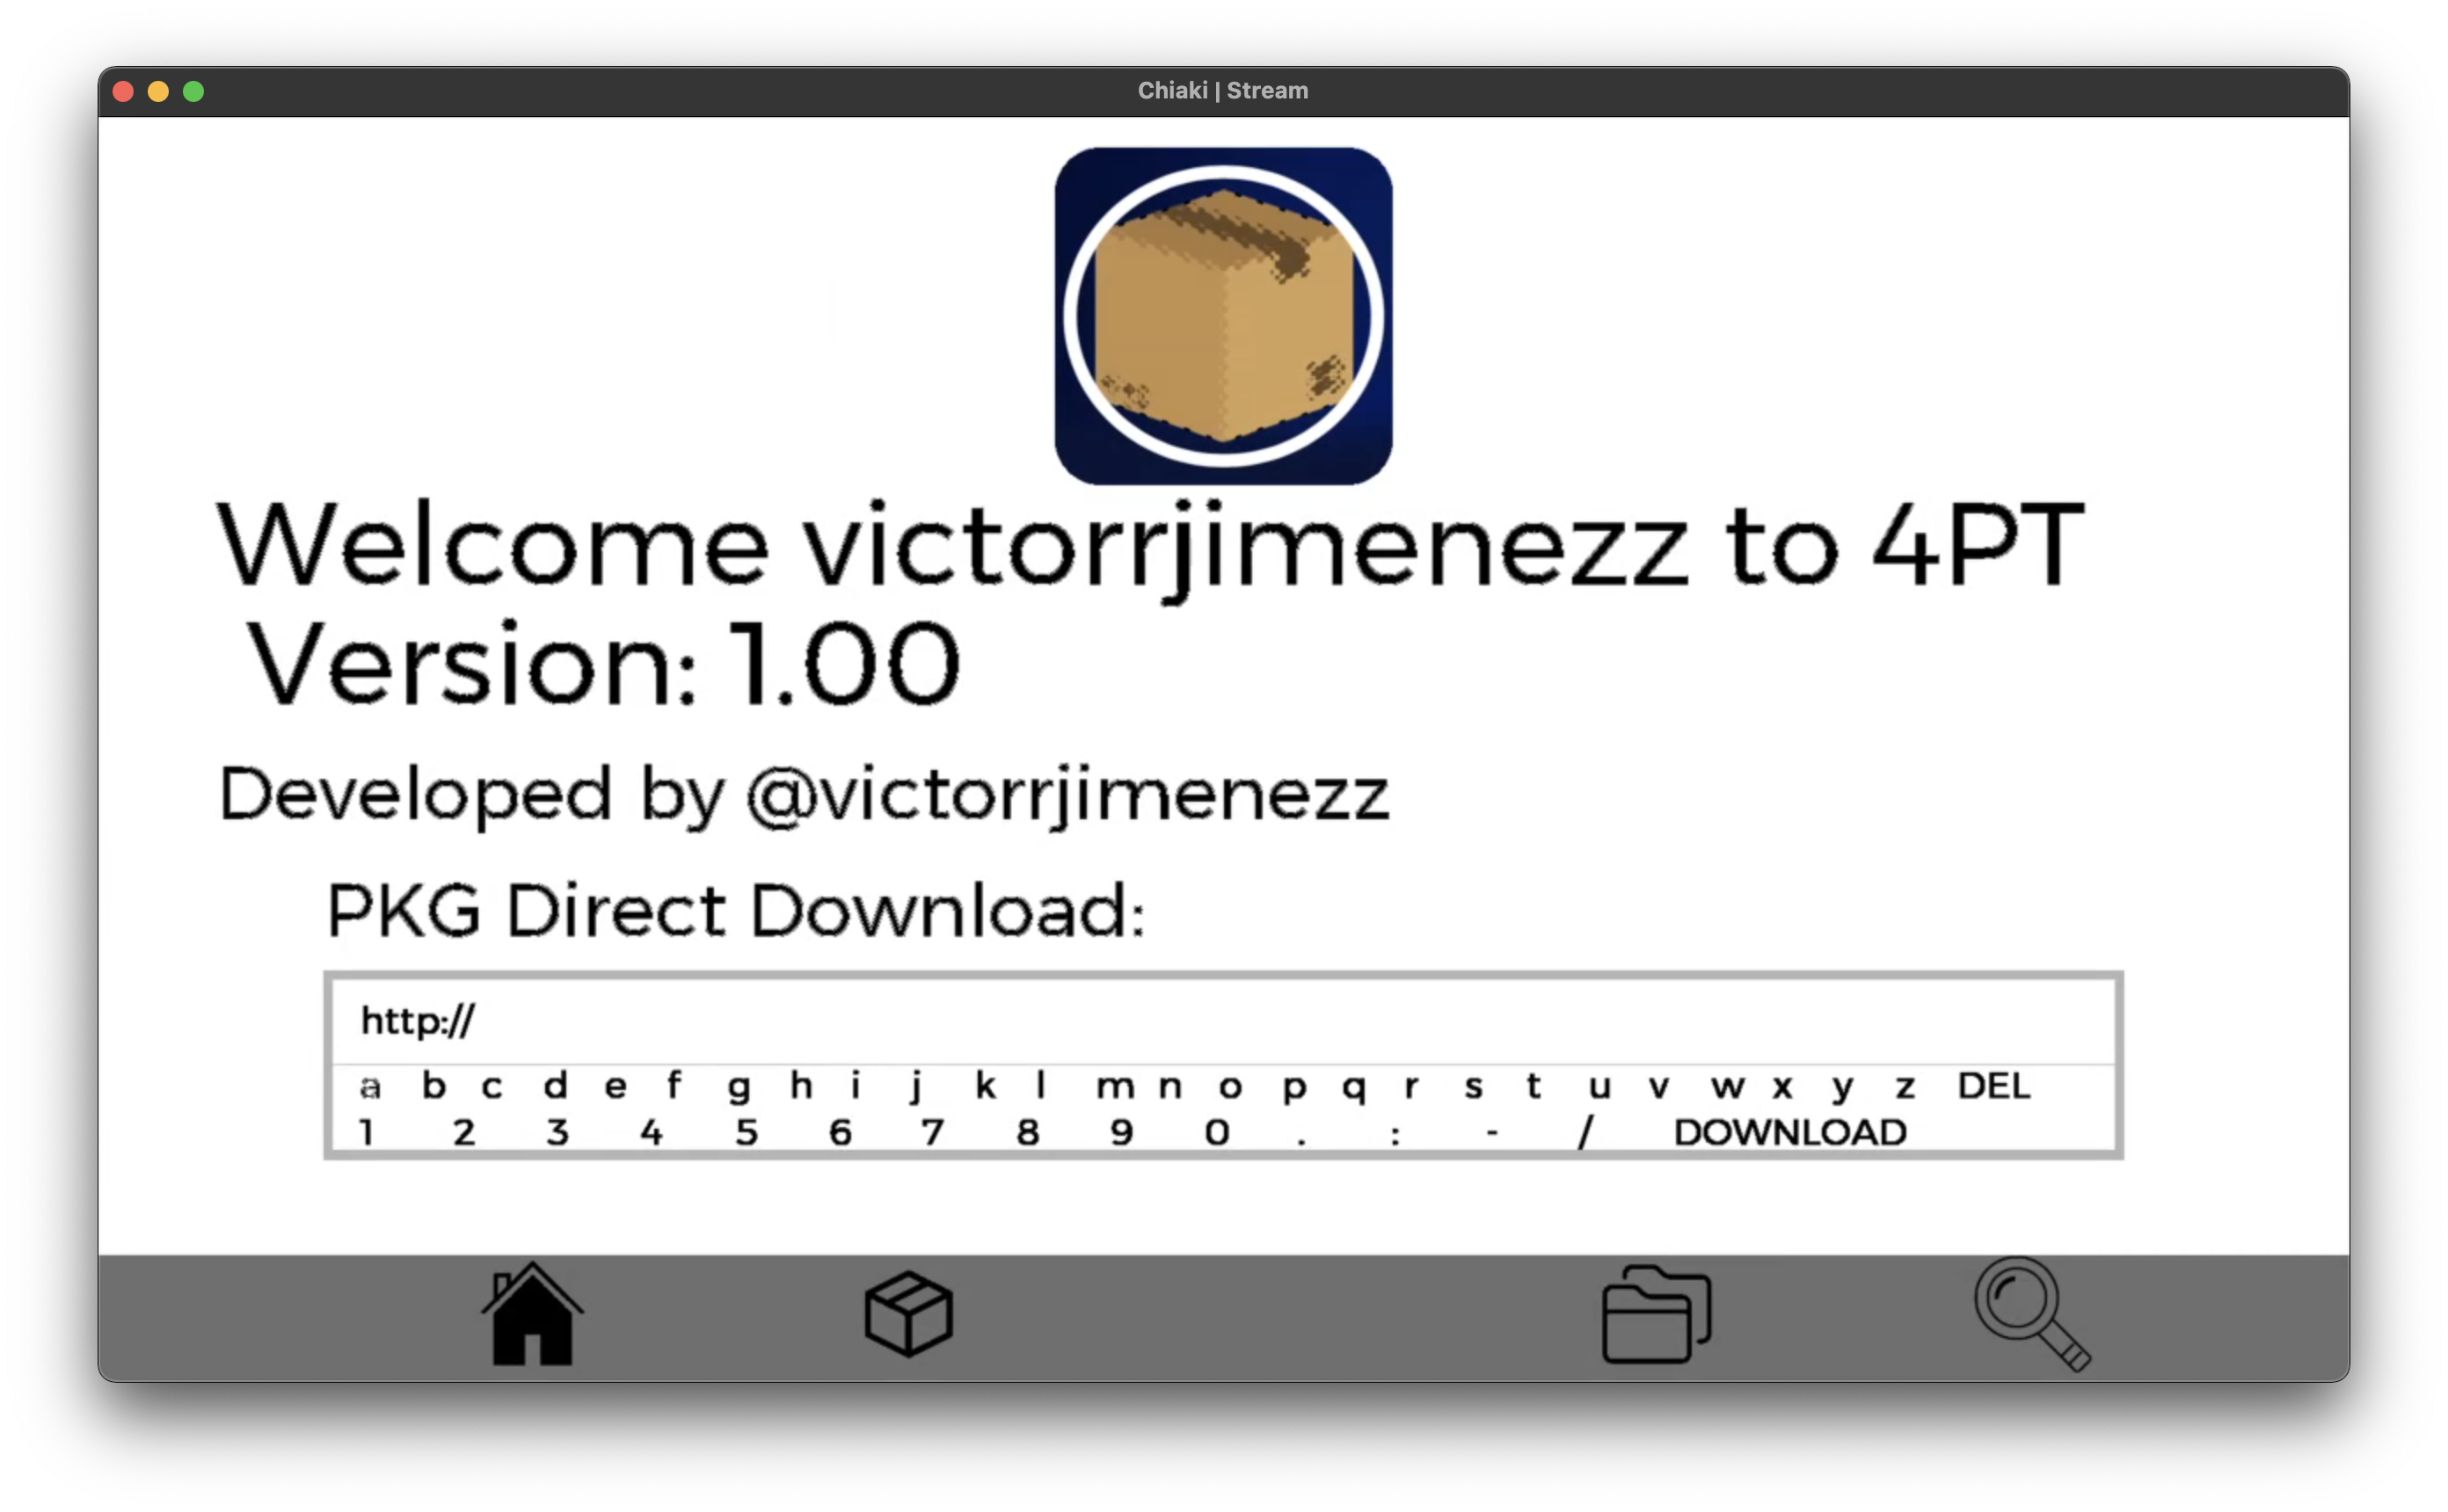 Chiaki | Stream
Welcome victorrjimenezz to 4PT
Version: 1.00
Developed by @victorrjimenezz
PKG Direct Download:
http://
a b c d e f g h i j k l m n o p q r s t u v w x y z DEL
1 2 3 4 5 6 7 8 9 0 . : - / DOWNLOAD